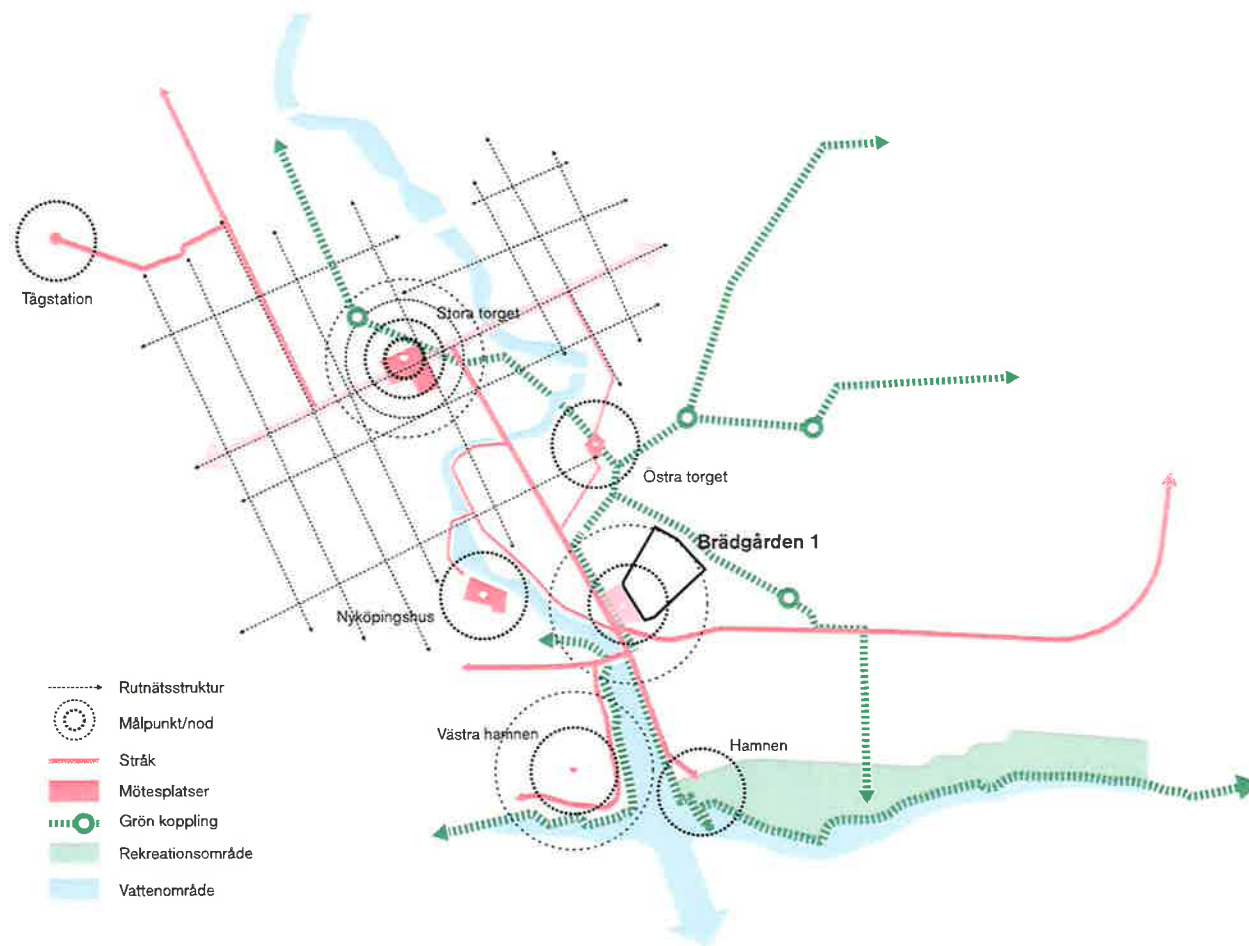 Tågstation
Stora torget
Östra torget
Brädgården 1
Nyköpingshus
Västra hamnen
Hamnen
Rutnätsstruktur
Målpunkt/nod
Stråk
Mötesplatser
Grön koppling
Rekreationsområde
Vattenområde